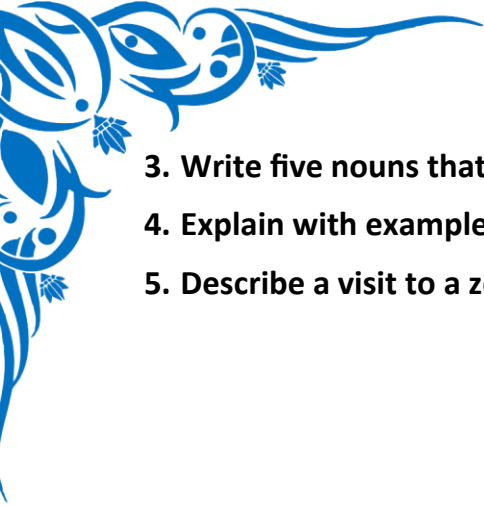 3. Write five nouns that
4. Explain with example
5. Describe a visit to a